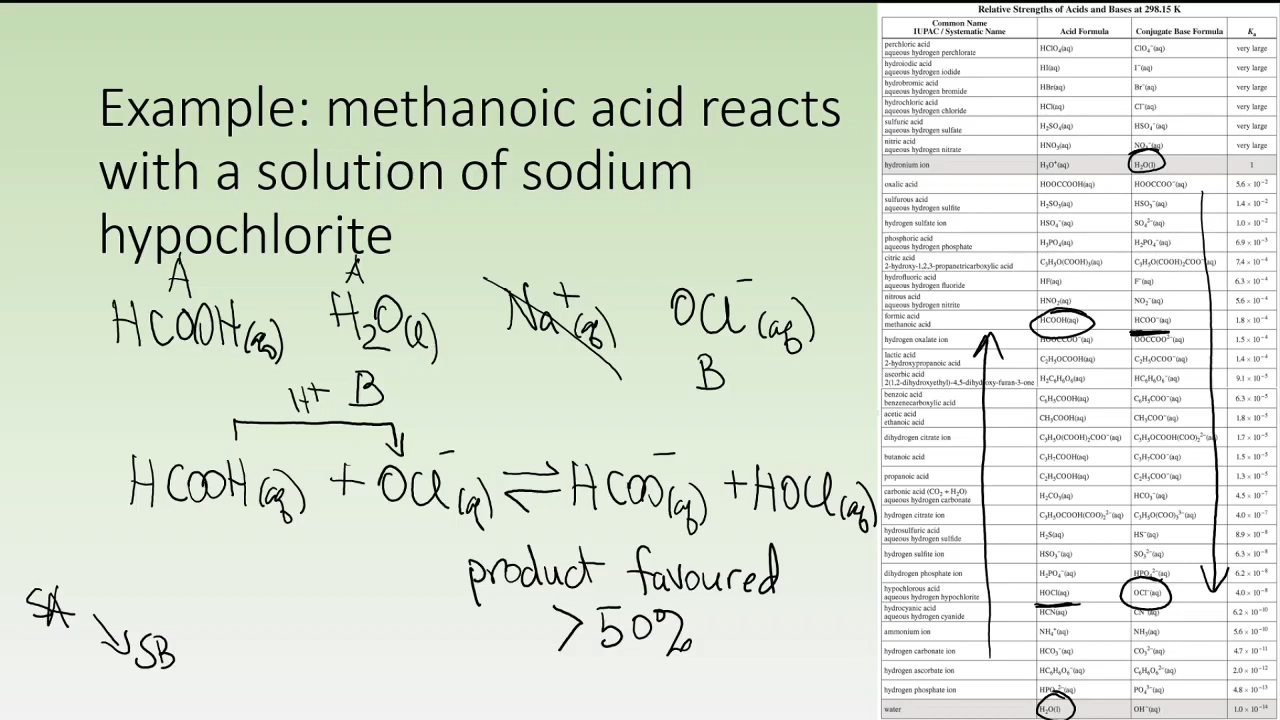 Example: methanoic acid reacts
with a solution of sodium
hypochlorite
A A
HCOOH(aq) H₂O(l) Na⁺(aq) OCl⁻(aq)
B B
H⁺
HCOOH(aq) + OCl⁻(aq) ⇌ HCOO⁻(aq) + HOCl(aq)
product favoured
>50%
SA
SB
Relative Strengths of Acids and Bases at 298.15 K
Common Name
IUPAC / Systematic Name Acid Formula Conjugate Base Formula Kₐ
perchloric acid
aqueous hydrogen perchlorate HClO₄(aq) ClO₄⁻(aq) very large
hydroiodic acid
aqueous hydrogen iodide HI(aq) I⁻(aq) very large
hydrobromic acid
aqueous hydrogen bromide HBr(aq) Br⁻(aq) very large
hydrochloric acid
aqueous hydrogen chloride HCl(aq) Cl⁻(aq) very large
sulfuric acid
aqueous hydrogen sulfate H₂SO₄(aq) HSO₄⁻(aq) very large
nitric acid
aqueous hydrogen nitrate HNO₃(aq) NO₃⁻(aq) very large
hydronium ion H₃O⁺(aq) H₂O(l) 1
oxalic acid HOOCCOOH(aq) HOOCCOO⁻(aq) 5.6 × 10⁻²
sulfurous acid
aqueous hydrogen sulfite H₂SO₃(aq) HSO₃⁻(aq) 1.4 × 10⁻²
hydrogen sulfate ion HSO₄⁻(aq) SO₄²⁻(aq) 1.0 × 10⁻²
phosphoric acid
aqueous hydrogen phosphate H₃PO₄(aq) H₂PO₄⁻(aq) 6.9 × 10⁻³
citric acid
2-hydroxy-1,2,3-propanetricarboxylic acid C₃H₅O(COOH)₃(aq) C₃H₅O(COOH)₂COO⁻(aq) 7.4 × 10⁻⁴
hydrofluoric acid
aqueous hydrogen fluoride HF(aq) F⁻(aq) 6.3 × 10⁻⁴
nitrous acid
aqueous hydrogen nitrite HNO₂(aq) NO₂⁻(aq) 5.6 × 10⁻⁴
formic acid
methanoic acid HCOOH(aq) HCOO⁻(aq) 1.8 × 10⁻⁴
hydrogen oxalate ion HOOCCOO⁻(aq) OOCCOO²⁻(aq) 1.5 × 10⁻⁴
lactic acid
2-hydroxypropanoic acid C₂H₅OCOOH(aq) C₂H₅OCOO⁻(aq) 1.4 × 10⁻⁴
ascorbic acid
2(1,2-dihydroxyethyl)-4,5-dihydroxy-furan-3-one H₂C₆H₆O₆(aq) HC₆H₆O₆⁻(aq) 9.1 × 10⁻⁵
benzoic acid
benzenecarboxylic acid C₆H₅COOH(aq) C₆H₅COO⁻(aq) 6.3 × 10⁻⁵
acetic acid
ethanoic acid CH₃COOH(aq) CH₃COO⁻(aq) 1.8 × 10⁻⁵
dihydrogen citrate ion C₃H₅O(COOH)₂COO⁻(aq) C₃H₅OCOOH(COO)₂²⁻(aq) 1.7 × 10⁻⁵
butanoic acid C₃H₇COOH(aq) C₃H₇COO⁻(aq) 1.5 × 10⁻⁵
propanoic acid C₂H₅COOH(aq) C₂H₅COO⁻(aq) 1.3 × 10⁻⁵
carbonic acid (CO₂ + H₂O)
aqueous hydrogen carbonate H₂CO₃(aq) HCO₃⁻(aq) 4.5 × 10⁻⁷
hydrogen citrate ion C₃H₅OCOOH(COO)₂²⁻(aq) C₃H₅O(COO)₃³⁻(aq) 4.0 × 10⁻⁷
hydrosulfuric acid
aqueous hydrogen sulfide H₂S(aq) HS⁻(aq) 8.9 × 10⁻⁸
hydrogen sulfite ion HSO₃⁻(aq) SO₃²⁻(aq) 6.3 × 10⁻⁸
dihydrogen phosphate ion H₂PO₄⁻(aq) HPO₄²⁻(aq) 6.2 × 10⁻⁸
hypochlorous acid
aqueous hydrogen hypochlorite HOCl(aq) OCl⁻(aq) 4.0 × 10⁻⁸
hydrocyanic acid
aqueous hydrogen cyanide HCN(aq) CN⁻(aq) 6.2 × 10⁻¹⁰
ammonium ion NH₄⁺(aq) NH₃(aq) 5.6 × 10⁻¹⁰
hydrogen carbonate ion HCO₃⁻(aq) CO₃²⁻(aq) 4.7 × 10⁻¹¹
hydrogen ascorbate ion HC₆H₆O₆⁻(aq) C₆H₆O₆²⁻(aq) 2.0 × 10⁻¹²
hydrogen phosphate ion HPO₄²⁻(aq) PO₄³⁻(aq) 4.8 × 10⁻¹³
water H₂O(l) OH⁻(aq) 1.0 × 10⁻¹⁴